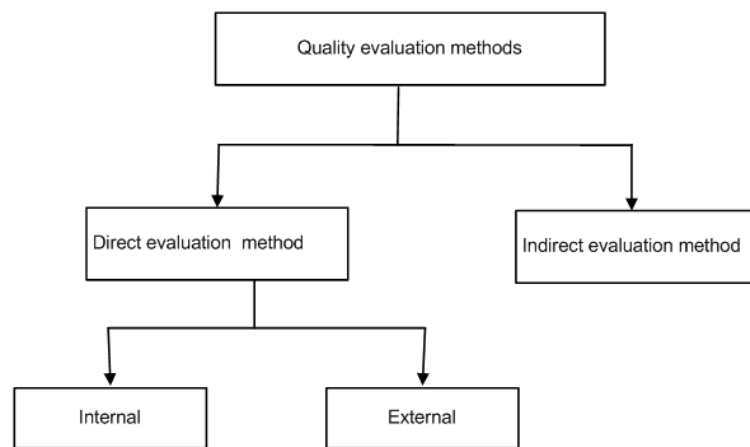 Quality evaluation methods
Direct evaluation method
Indirect evaluation method
Internal
External